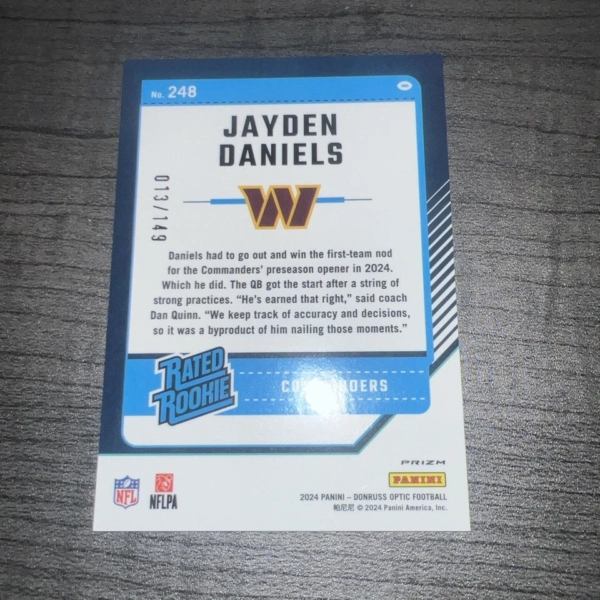 No. 248
JAYDEN
DANIELS
013/149
W
Daniels had to go out and win the first-team nod
for the Commanders' preseason opener in 2024.
Which he did. The QB got the start after a string of
strong practices. “He's earned that right,” said coach
Dan Quinn. “We keep track of accuracy and decisions,
so it was a byproduct of him nailing those moments.”
RATED
ROOKIE
COMMANDERS
PRIZM
PANINI
NFL
NFLPA
2024 PANINI – DONRUSS OPTIC FOOTBALL
帕尼尼 © 2024 Panini America, Inc.